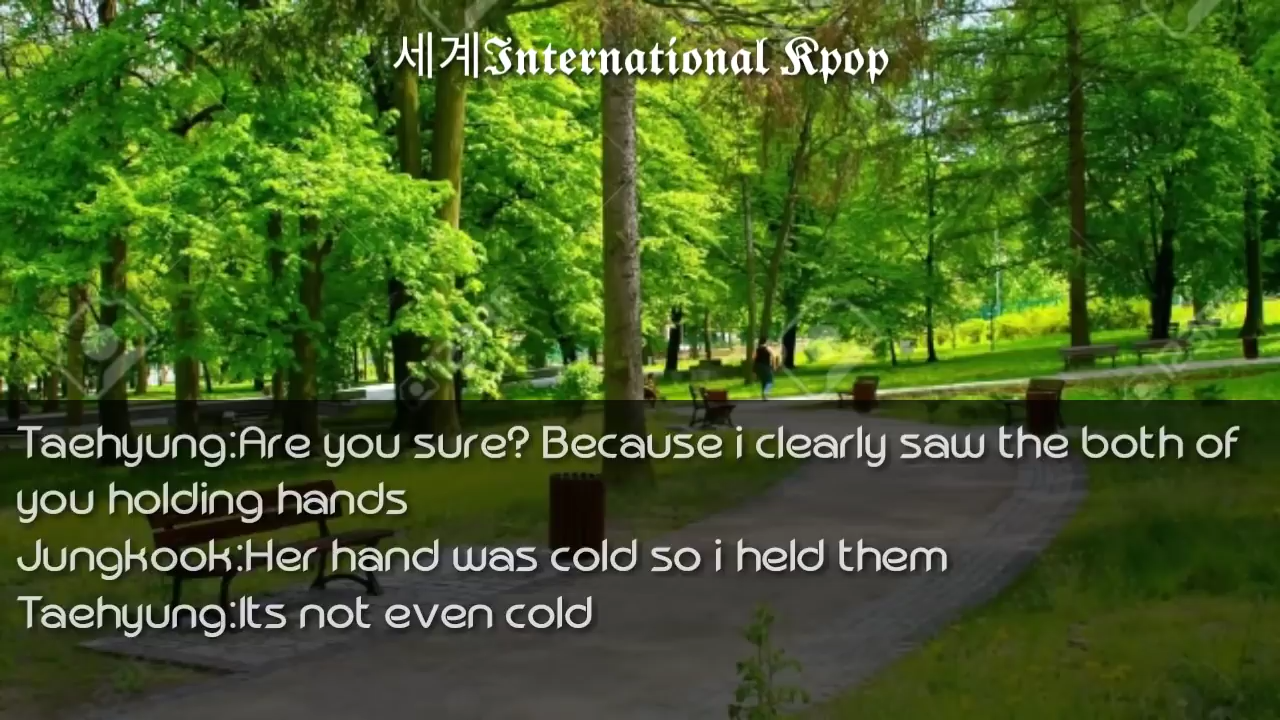 세계International Kpop
Taehyung:Are you sure? Because i clearly saw the both of
you holding hands
Jungkook:Her hand was cold so i held them
Taehyung:Its not even cold